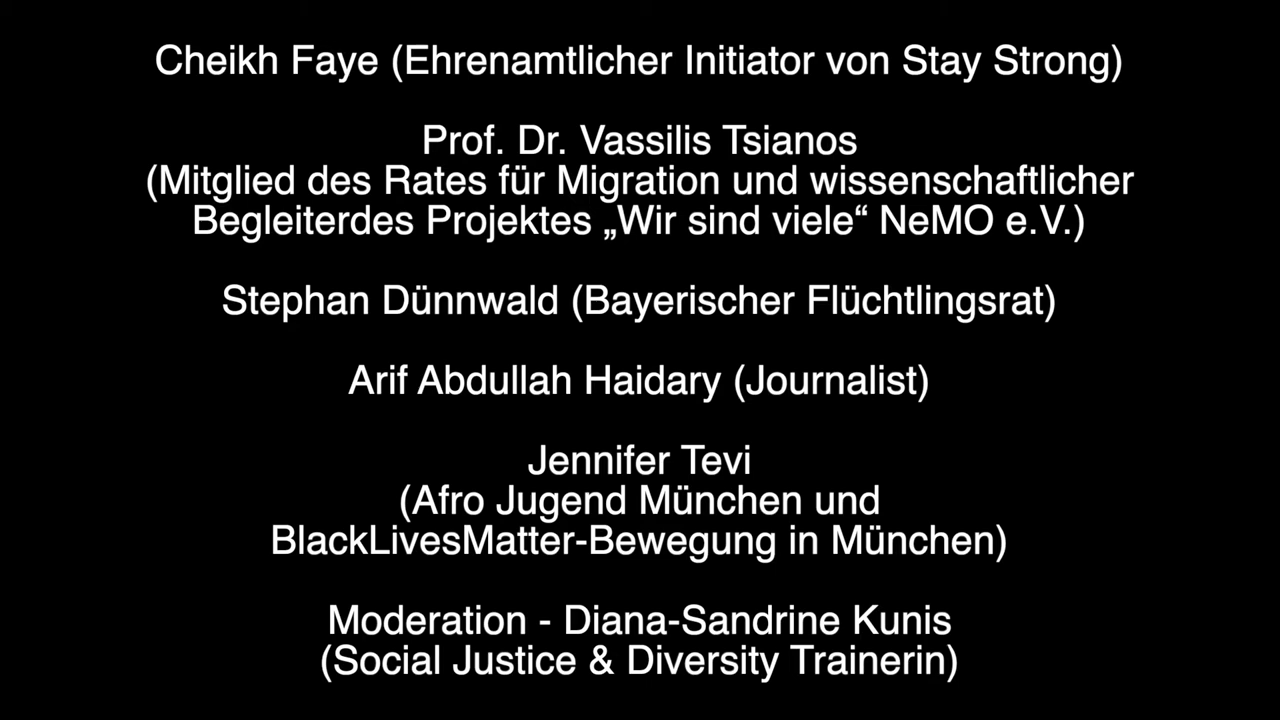 Cheikh Faye (Ehrenamtlicher Initiator von Stay Strong)
Prof. Dr. Vassilis Tsianos
(Mitglied des Rates für Migration und wissenschaftlicher
Begleiterdes Projektes „Wir sind viele“ NeMO e.V.)
Stephan Dünnwald (Bayerischer Flüchtlingsrat)
Arif Abdullah Haidary (Journalist)
Jennifer Tevi
(Afro Jugend München und
BlackLivesMatter-Bewegung in München)
Moderation - Diana-Sandrine Kunis
(Social Justice & Diversity Trainerin)